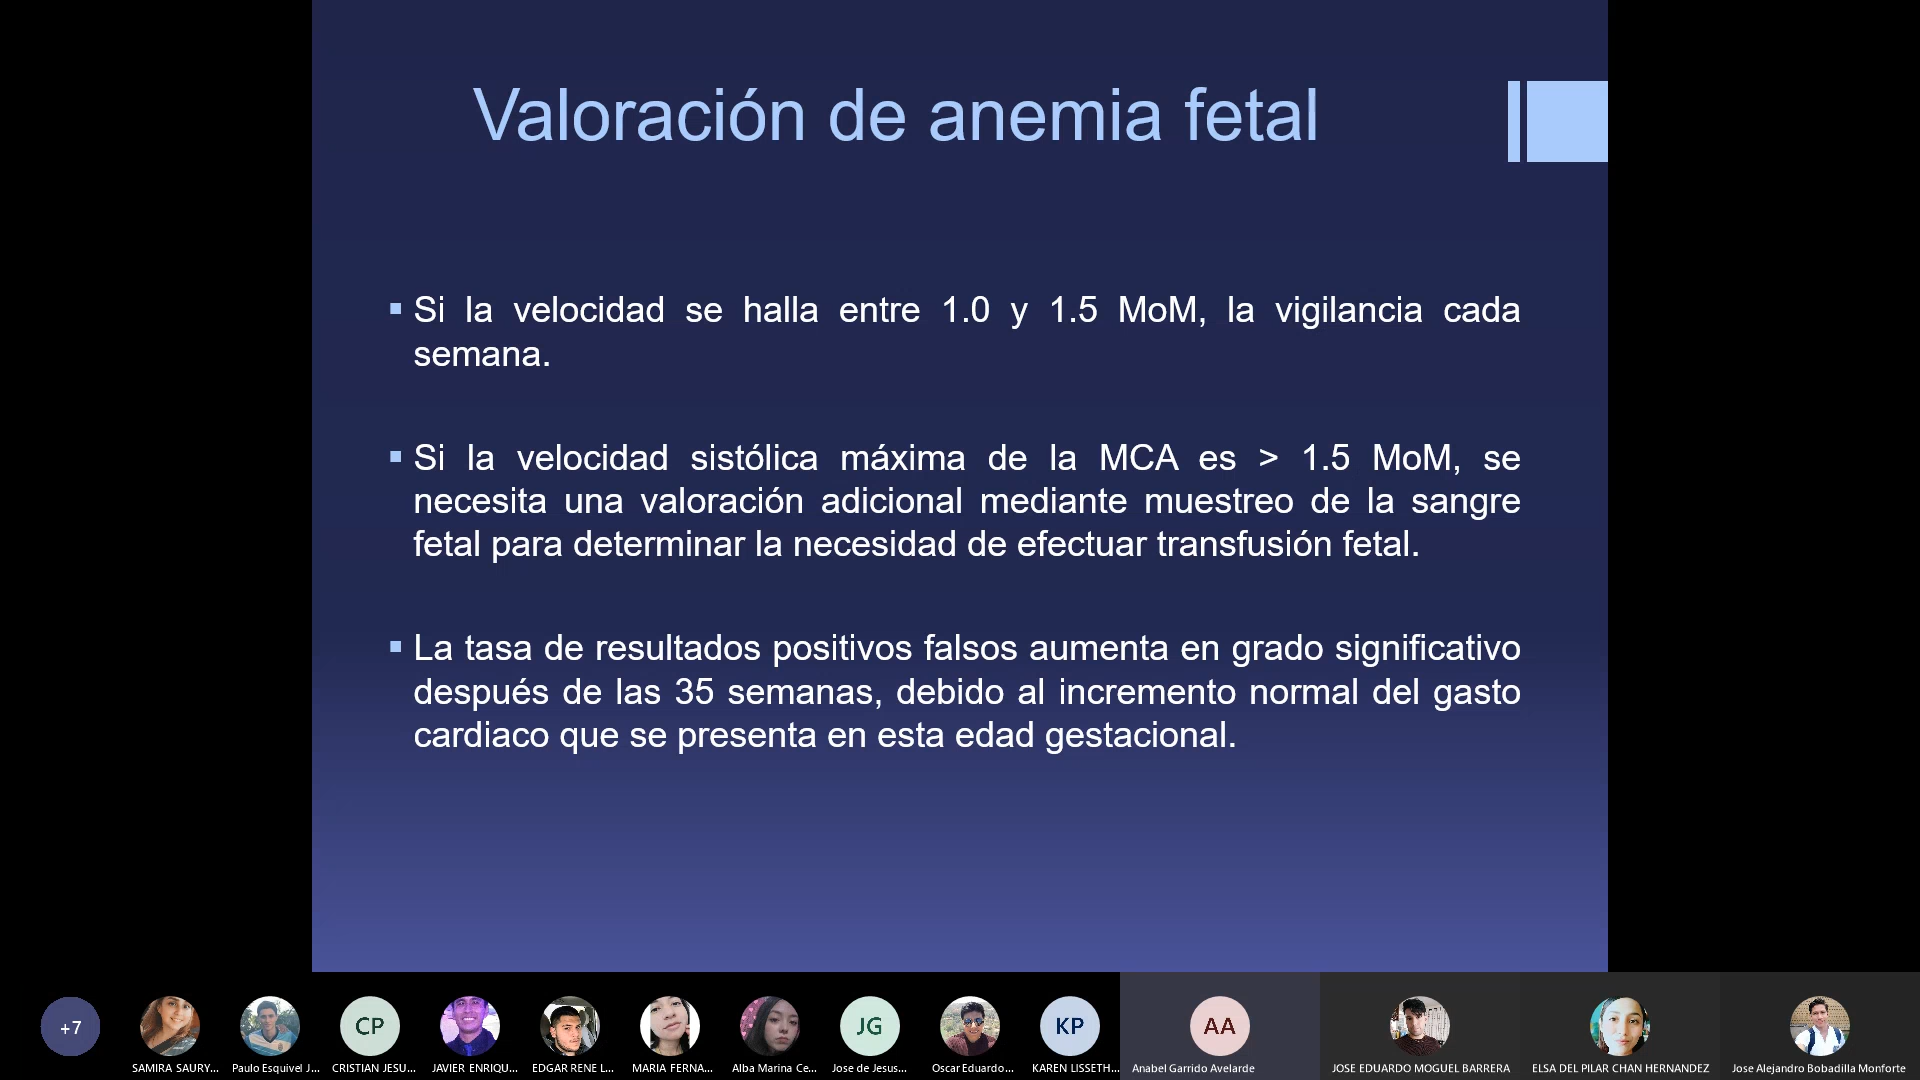 Valoración de anemia fetal
Si la velocidad se halla entre 1.0 y 1.5 MoM, la vigilancia cada
semana.
Si la velocidad sistólica máxima de la MCA es > 1.5 MoM, se
necesita una valoración adicional mediante muestreo de la sangre
fetal para determinar la necesidad de efectuar transfusión fetal.
La tasa de resultados positivos falsos aumenta en grado significativo
después de las 35 semanas, debido al incremento normal del gasto
cardiaco que se presenta en esta edad gestacional.
+7
CP
JG
KP
AA
SAMIRA SAURY...
Paulo Esquivel J...
CRISTIAN JESU...
JAVIER ENRIQU...
EDGAR RENE L...
MARIA FERNA...
Alba Marina Ce...
Jose de Jesus...
Oscar Eduardo...
KAREN LISSETH...
Anabel Garrido Avelarde
JOSE EDUARDO MOGUEL BARRERA
ELSA DEL PILAR CHAN HERNANDEZ
Jose Alejandro Bobadilla Monforte